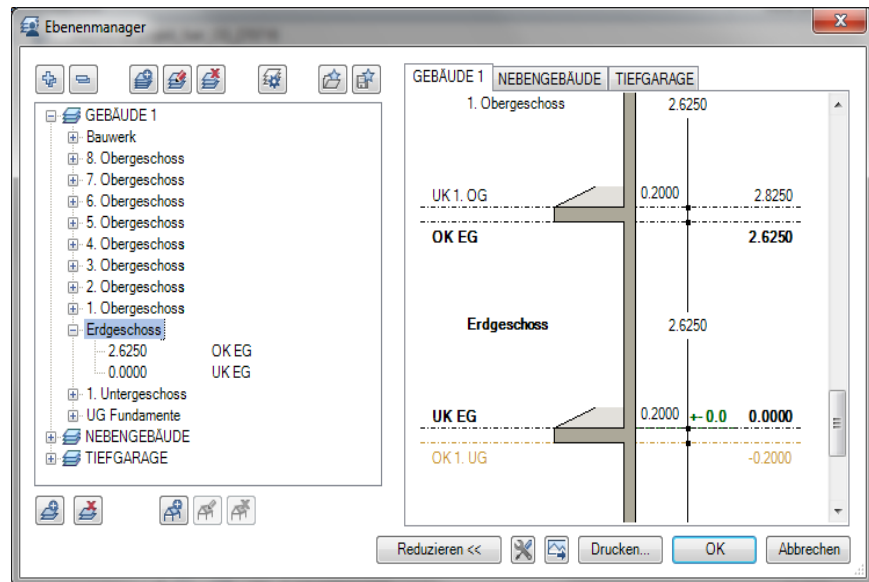 Ebenenmanager
GEBÄUDE 1
Bauwerk
8. Obergeschoss
7. Obergeschoss
6. Obergeschoss
5. Obergeschoss
4. Obergeschoss
3. Obergeschoss
2. Obergeschoss
1. Obergeschoss
Erdgeschoss
2.6250 OK EG
0.0000 UK EG
1. Untergeschoss
UG Fundamente
NEBENGEBÄUDE
TIEFGARAGE
GEBÄUDE 1 NEBENGEBÄUDE TIEFGARAGE
1. Obergeschoss 2.6250
UK 1. OG 0.2000 2.8250
OK EG 2.6250
Erdgeschoss 2.6250
UK EG 0.2000 +- 0.0 0.0000
OK 1. UG -0.2000
Reduzieren << Drucken... OK Abbrechen